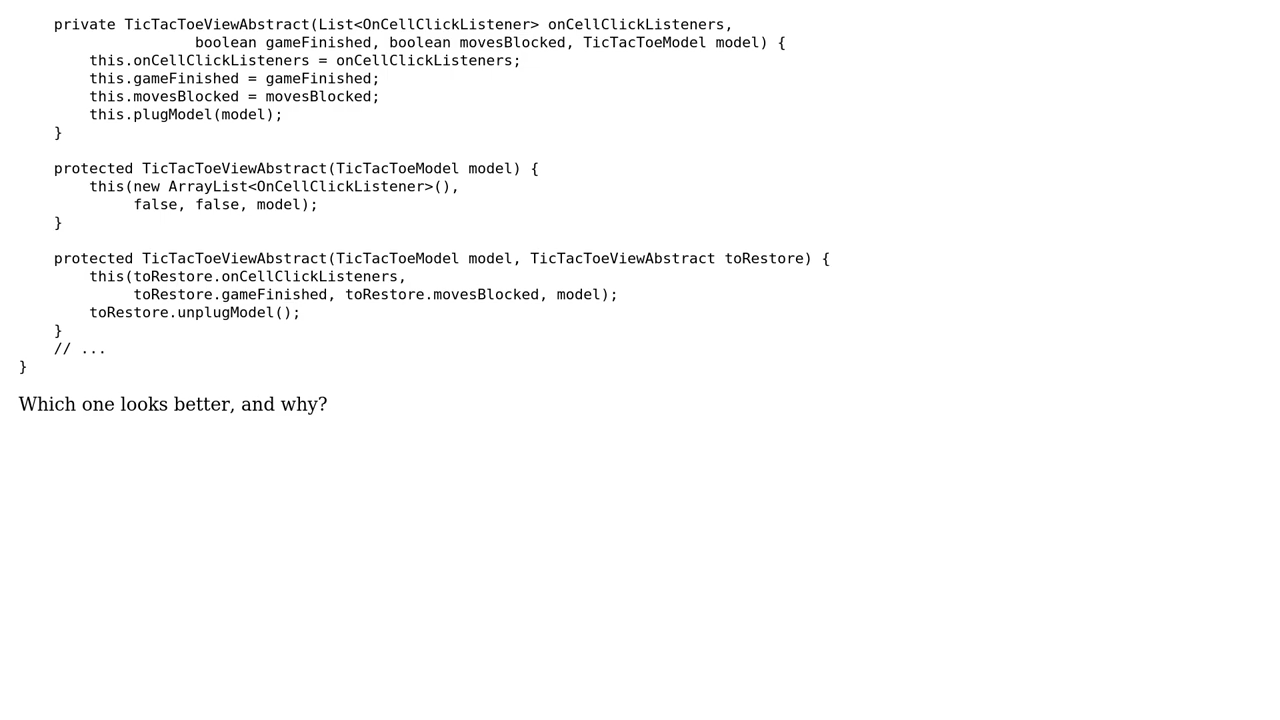 private TicTacToeViewAbstract(List<OnCellClickListener> onCellClickListeners,
boolean gameFinished, boolean movesBlocked, TicTacToeModel model) {
this.onCellClickListeners = onCellClickListeners;
this.gameFinished = gameFinished;
this.movesBlocked = movesBlocked;
this.plugModel(model);
}
protected TicTacToeViewAbstract(TicTacToeModel model) {
this(new ArrayList<OnCellClickListener>(),
false, false, model);
}
protected TicTacToeViewAbstract(TicTacToeModel model, TicTacToeViewAbstract toRestore) {
this(toRestore.onCellClickListeners,
toRestore.gameFinished, toRestore.movesBlocked, model);
toRestore.unplugModel();
}
// ...
}
Which one looks better, and why?